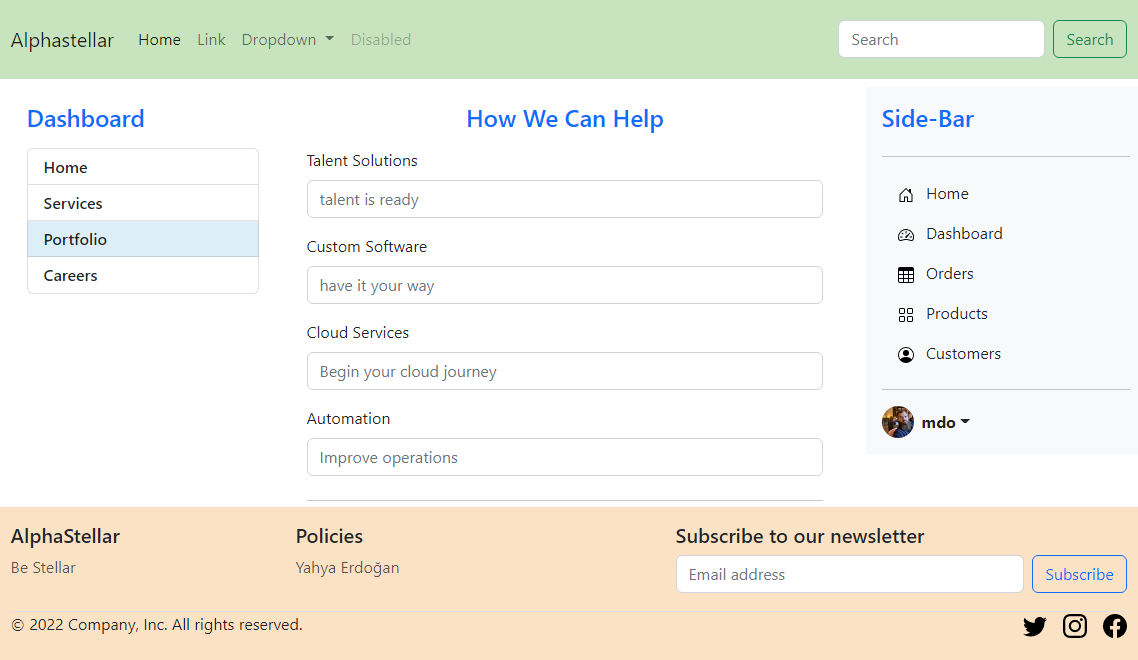 Alphastellar Home Link Dropdown Disabled Search Search
Dashboard
Home
Services
Portfolio
Careers
How We Can Help
Talent Solutions
talent is ready
Custom Software
have it your way
Cloud Services
Begin your cloud journey
Automation
Improve operations
Side-Bar
Home
Dashboard
Orders
Products
Customers
mdo
AlphaStellar
Be Stellar
Policies
Yahya Erdoğan
Subscribe to our newsletter
Email address Subscribe
© 2022 Company, Inc. All rights reserved.